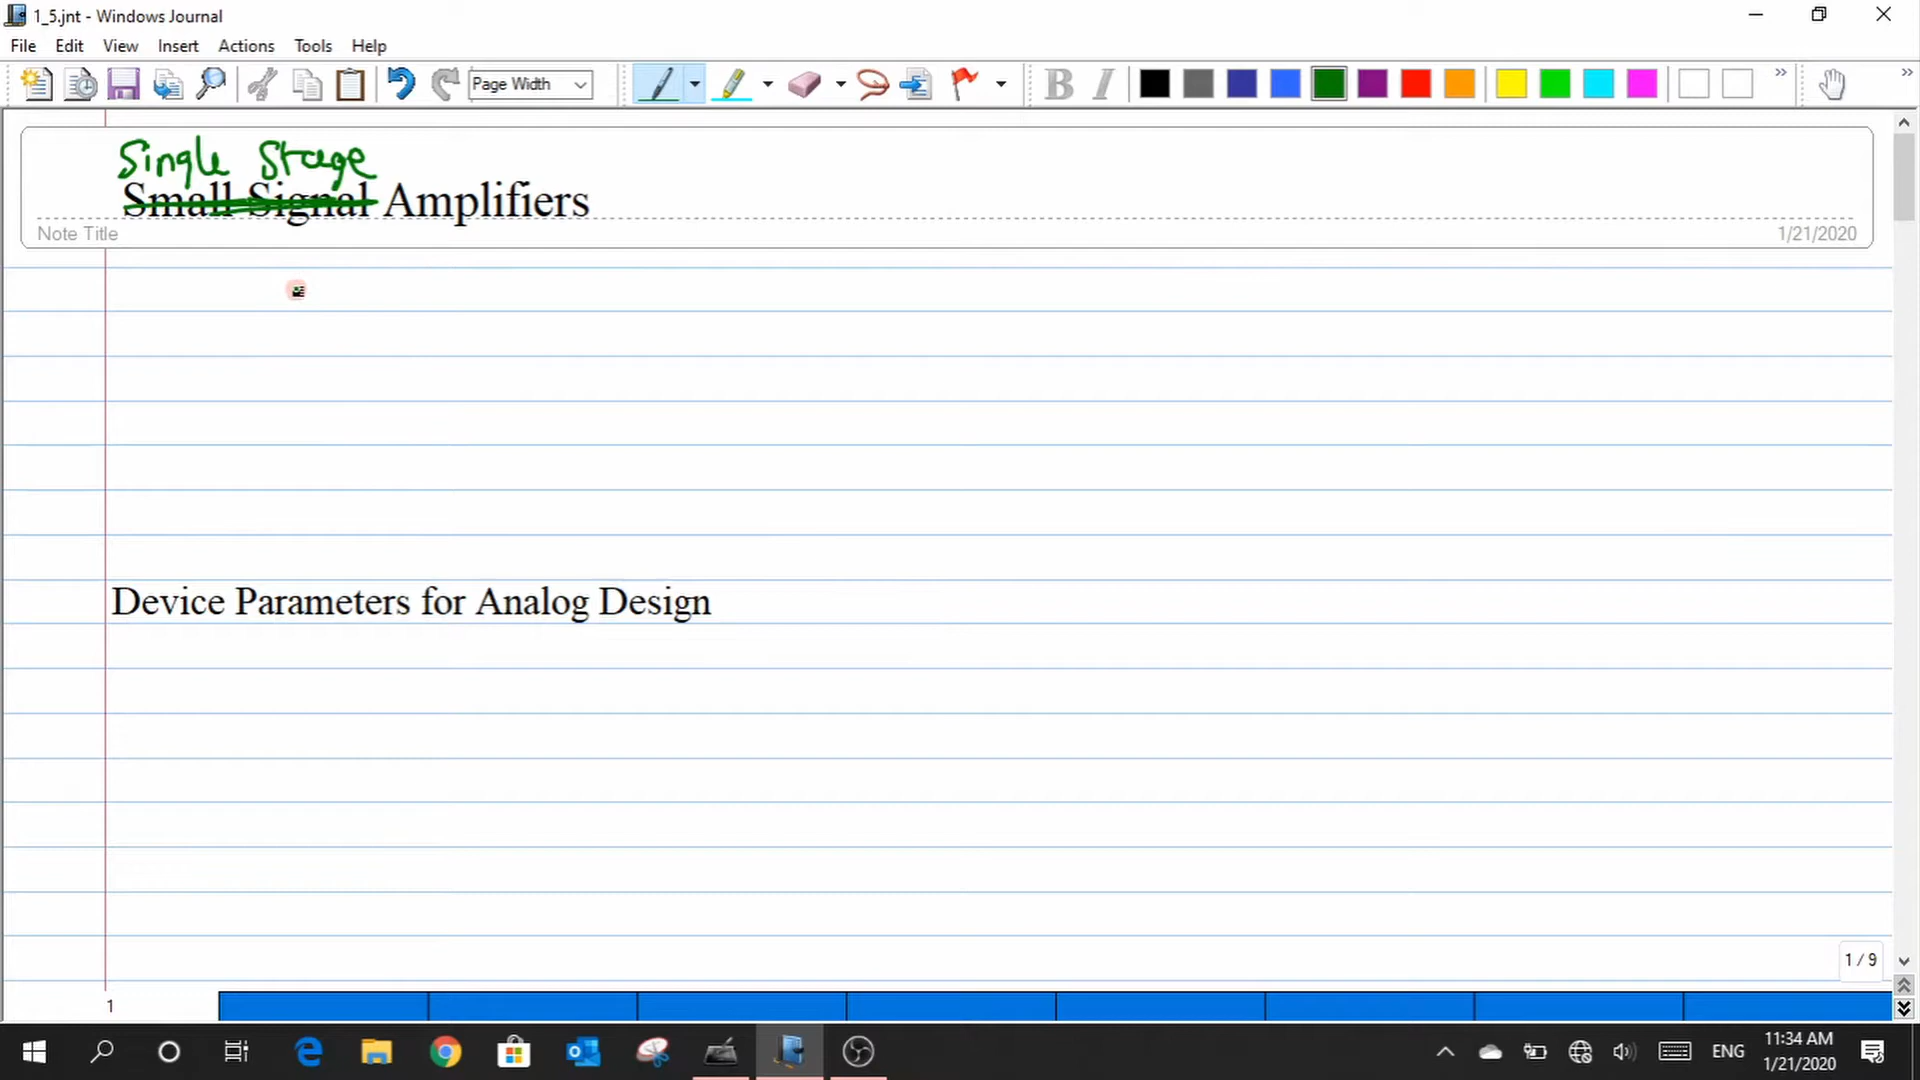 1_5.jnt - Windows Journal
File Edit View Insert Actions Tools Help
Page Width
B I
Single Stage
Small Signal Amplifiers
Note Title
1/21/2020
Device Parameters for Analog Design
1 / 9
1
ENG
11:34 AM
1/21/2020